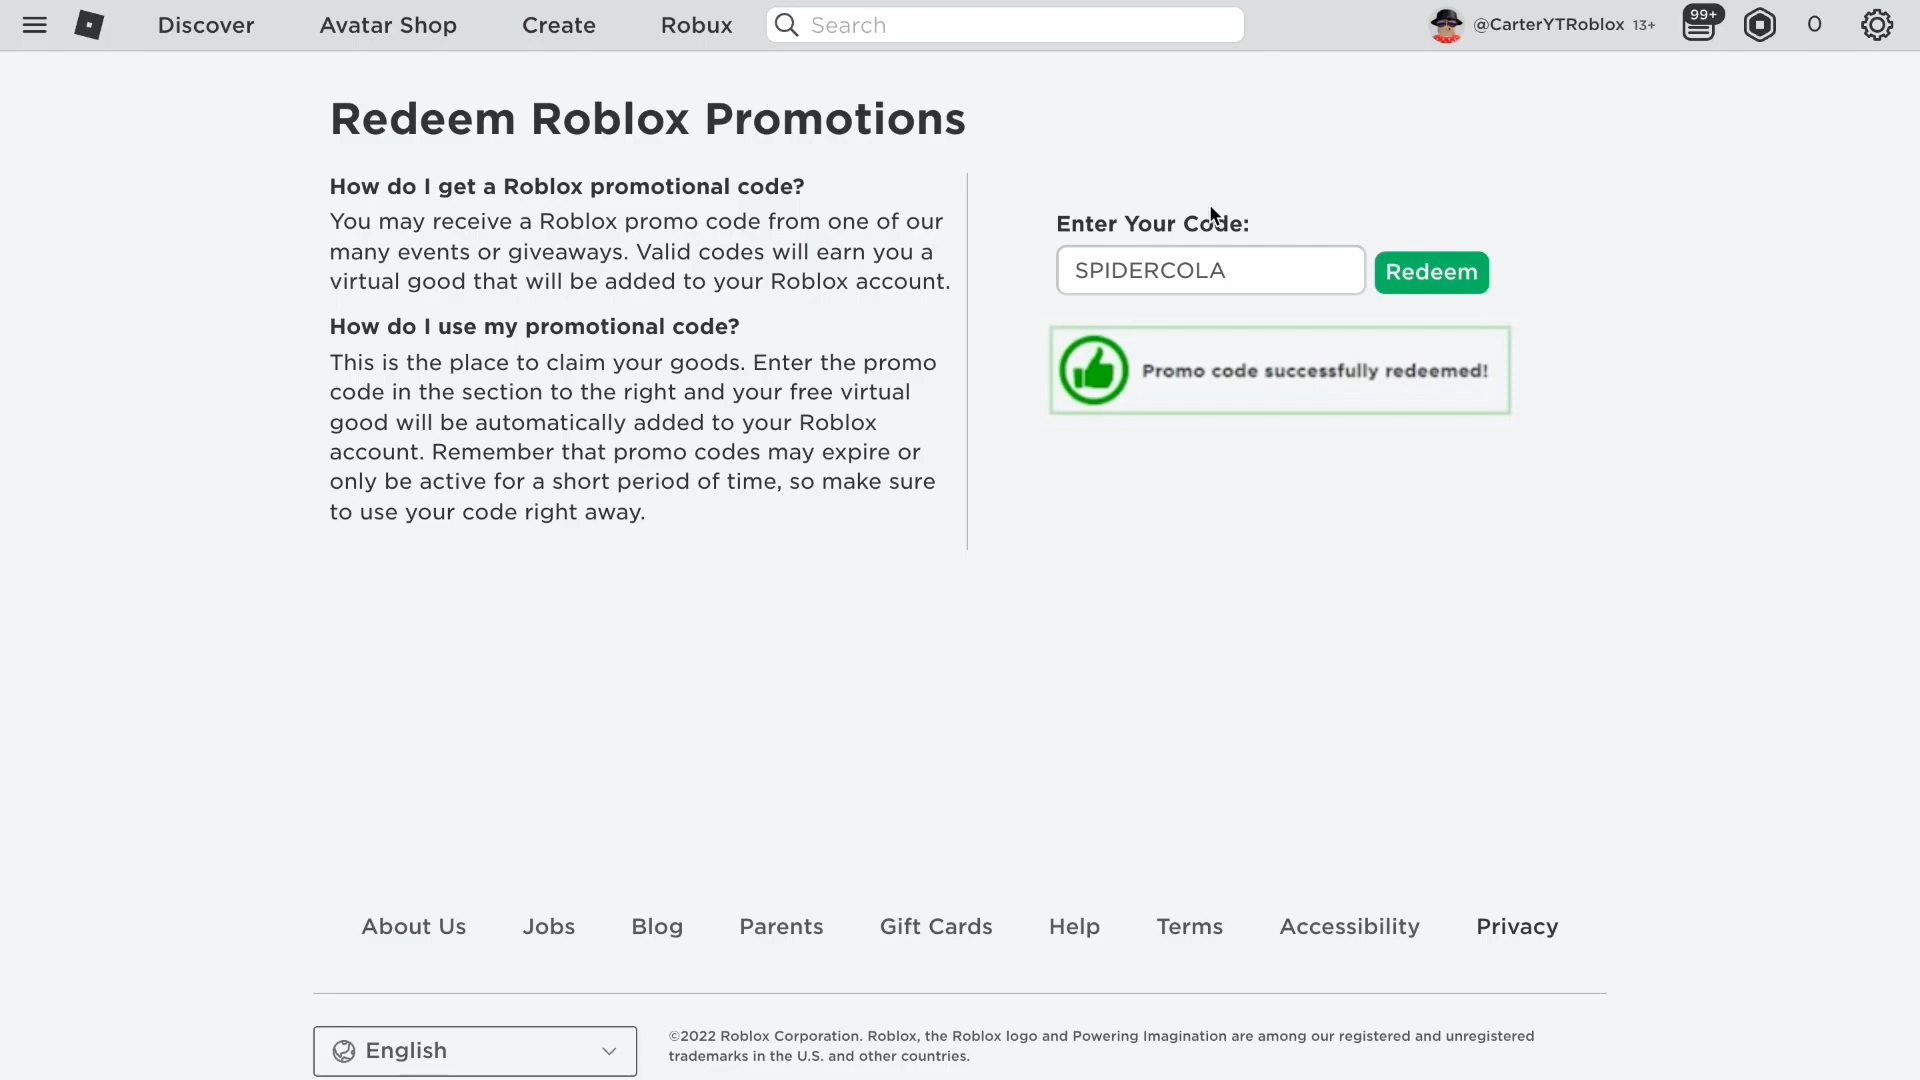 Discover
Avatar Shop
Create
Robux
Search
@CarterYTRoblox 13+
99+
0
Redeem Roblox Promotions
How do I get a Roblox promotional code?
You may receive a Roblox promo code from one of our
many events or giveaways. Valid codes will earn you a
virtual good that will be added to your Roblox account.
How do I use my promotional code?
This is the place to claim your goods. Enter the promo
code in the section to the right and your free virtual
good will be automatically added to your Roblox
account. Remember that promo codes may expire or
only be active for a short period of time, so make sure
to use your code right away.
Enter Your Code:
SPIDERCOLA
Redeem
Promo code successfully redeemed!
About Us
Jobs
Blog
Parents
Gift Cards
Help
Terms
Accessibility
Privacy
English
©2022 Roblox Corporation. Roblox, the Roblox logo and Powering Imagination are among our registered and unregistered
trademarks in the U.S. and other countries.